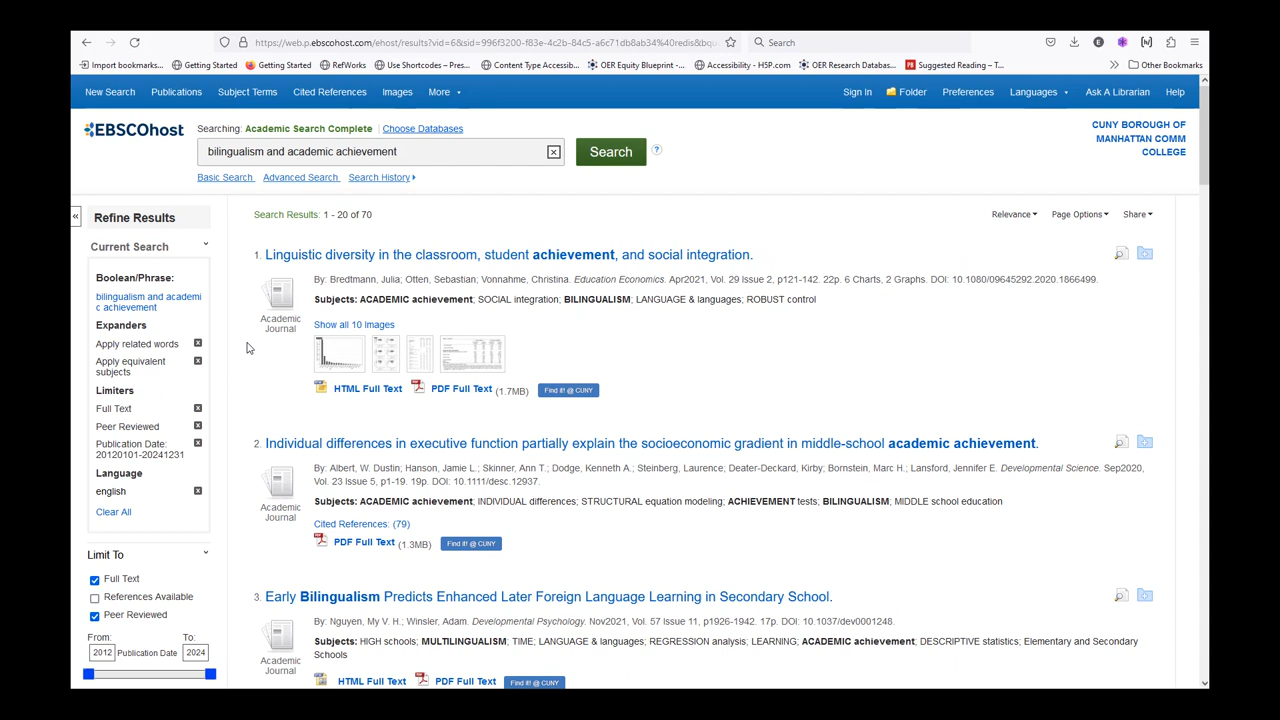 https://web.p.ebscohost.com/ehost/results?vid=6&sid=996f3200-f83e-4c2b-84c5-a6c71db8ab34%40redis&bqu
Search
Import bookmarks... Getting Started Getting Started RefWorks Use Shortcodes – Pres... Content Type Accessib... OER Equity Blueprint -... Accessibility - H5P.com OER Research Databas... Suggested Reading – T... Other Bookmarks
New Search Publications Subject Terms Cited References Images More Sign In Folder Preferences Languages Ask A Librarian Help
EBSCOhost
Searching: Academic Search Complete | Choose Databases
bilingualism and academic achievement
Search
Basic Search Advanced Search Search History
CUNY BOROUGH OF
MANHATTAN COMM
COLLEGE
Refine Results
Current Search
Boolean/Phrase:
bilingualism and academi
c achievement
Expanders
Apply related words
Apply equivalent
subjects
Limiters
Full Text
Peer Reviewed
Publication Date:
20120101-20241231
Language
english
Clear All
Limit To
Full Text
References Available
Peer Reviewed
From: To:
2012 Publication Date 2024
Search Results: 1 - 20 of 70
Relevance Page Options Share
1. Linguistic diversity in the classroom, student achievement, and social integration.
By: Bredtmann, Julia; Otten, Sebastian; Vonnahme, Christina. Education Economics. Apr2021, Vol. 29 Issue 2, p121-142. 22p. 6 Charts, 2 Graphs. DOI: 10.1080/09645292.2020.1866499.
Subjects: ACADEMIC achievement; SOCIAL integration; BILINGUALISM; LANGUAGE & languages; ROBUST control
Academic
Journal
Show all 10 Images
HTML Full Text PDF Full Text (1.7MB) Find it! @ CUNY
2. Individual differences in executive function partially explain the socioeconomic gradient in middle-school academic achievement.
By: Albert, W. Dustin; Hanson, Jamie L.; Skinner, Ann T.; Dodge, Kenneth A.; Steinberg, Laurence; Deater-Deckard, Kirby; Bornstein, Marc H.; Lansford, Jennifer E. Developmental Science. Sep2020,
Vol. 23 Issue 5, p1-19. 19p. DOI: 10.1111/desc.12937.
Subjects: ACADEMIC achievement; INDIVIDUAL differences; STRUCTURAL equation modeling; ACHIEVEMENT tests; BILINGUALISM; MIDDLE school education
Academic
Journal
Cited References: (79)
PDF Full Text (1.3MB) Find it! @ CUNY
3. Early Bilingualism Predicts Enhanced Later Foreign Language Learning in Secondary School.
By: Nguyen, My V. H.; Winsler, Adam. Developmental Psychology. Nov2021, Vol. 57 Issue 11, p1926-1942. 17p. DOI: 10.1037/dev0001248.
Subjects: HIGH schools; MULTILINGUALISM; TIME; LANGUAGE & languages; REGRESSION analysis; LEARNING; ACADEMIC achievement; DESCRIPTIVE statistics; Elementary and Secondary
Schools
Academic
Journal
HTML Full Text PDF Full Text Find it! @ CUNY